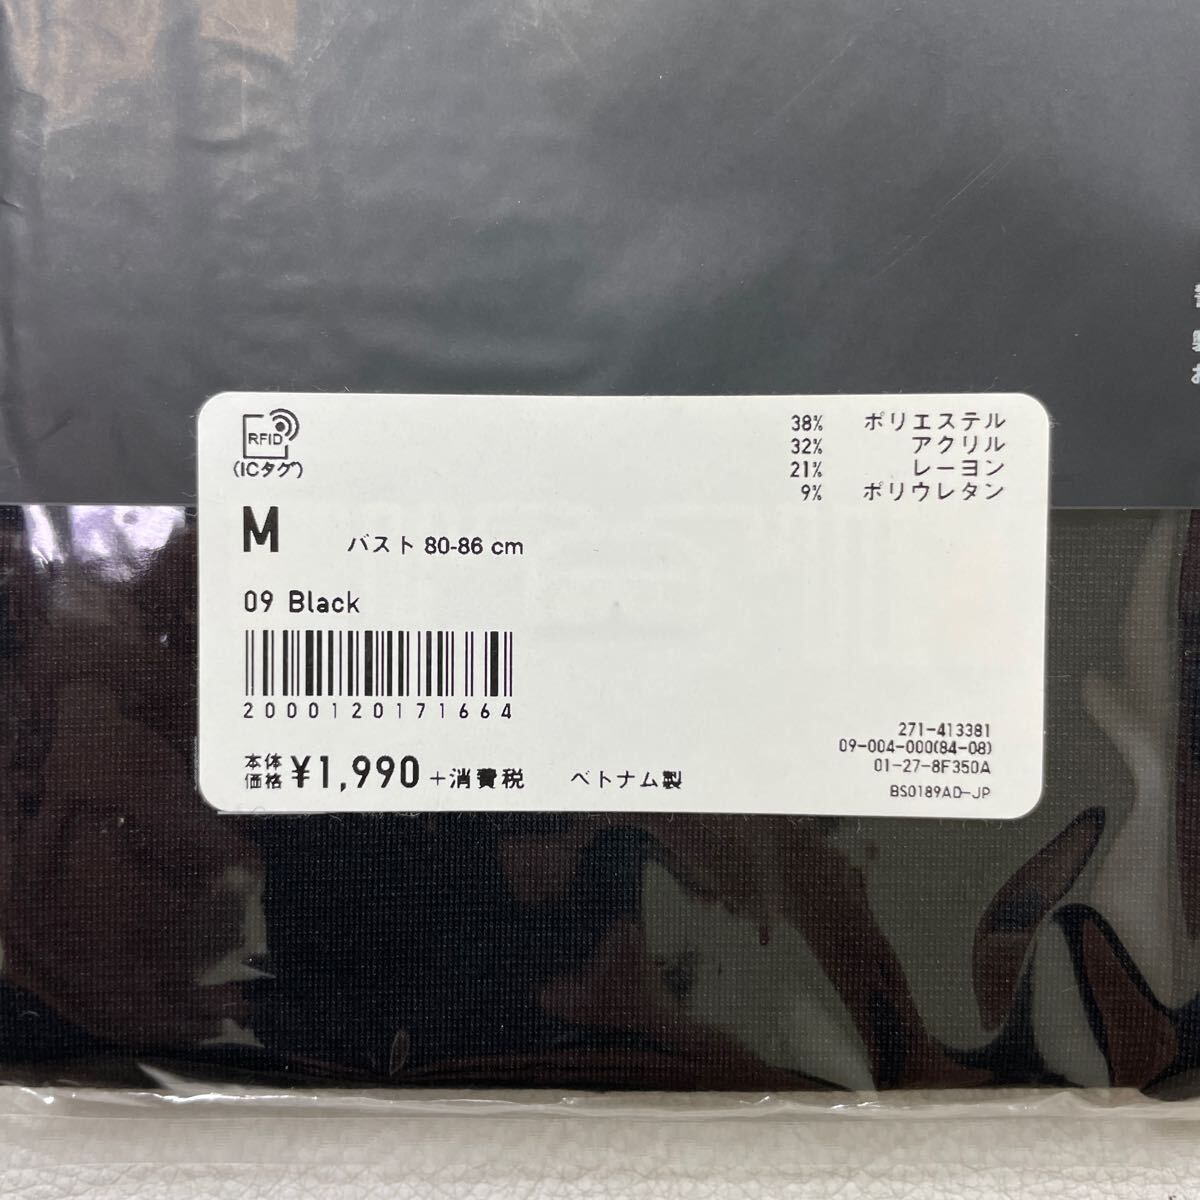 RFID
(ICタグ)
38% ポリエステル
32% アクリル
21% レーヨン
9% ポリウレタン
M バスト 80-86 cm
09 Black
2000120171664
本体価格 ¥1,990 +消費税 ベトナム製
271-413381
09-004-000(84-08)
01-27-8F350A
BS0189AD-JP